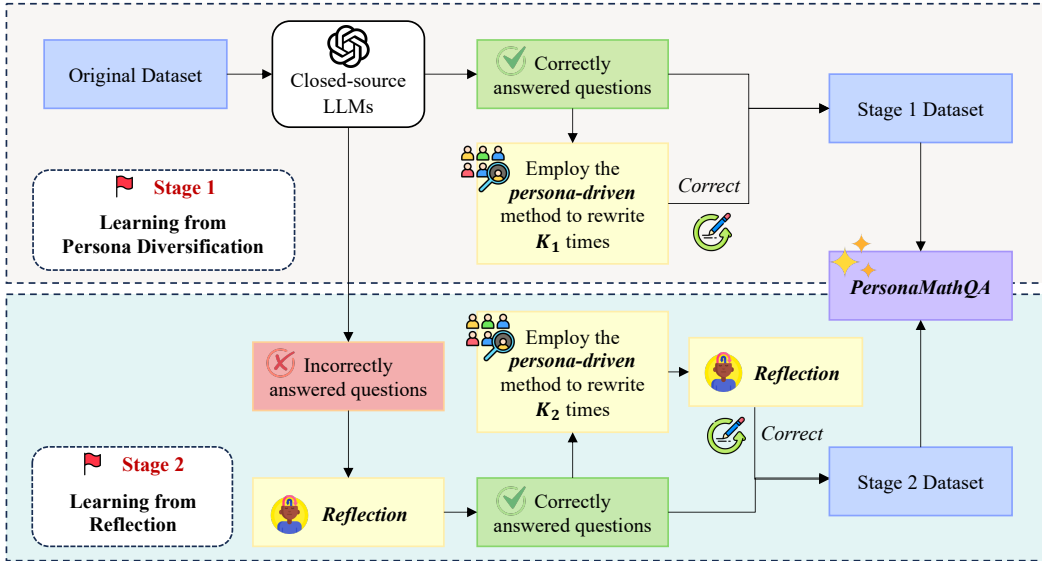 Original Dataset
Closed-source
LLMs
Correctly
answered questions
Stage 1 Dataset
Employ the
persona-driven
method to rewrite
K₁ times
Correct
Stage 1
Learning from
Persona Diversification
PersonaMathQA
Incorrectly
answered questions
Employ the
persona-driven
method to rewrite
K₂ times
Reflection
Correct
Stage 2
Learning from
Reflection
Reflection
Correctly
answered questions
Stage 2 Dataset